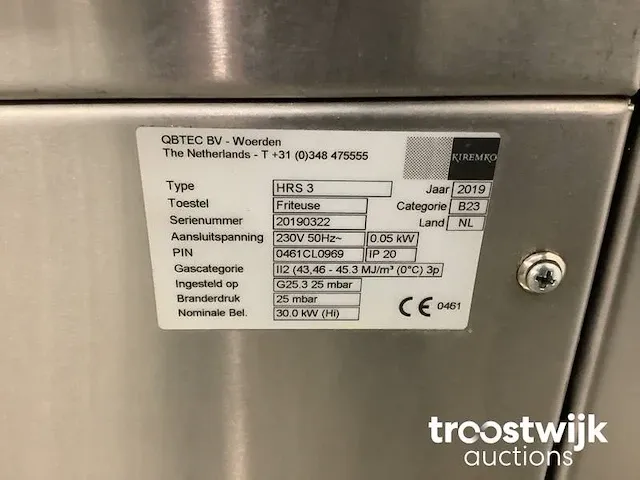 QBTEC BV - Woerden
The Netherlands - T +31 (0)348 475555
KIREMKO
Type HRS 3 Jaar 2019
Toestel Friteuse Categorie B23
Serienummer 20190322 Land NL
Aansluitspanning 230V 50Hz~ 0.05 kW
PIN 0461CL0969 IP 20
Gascategorie II2 (43,46 - 45.3 MJ/m³ (0°C) 3p
Ingesteld op G25.3 25 mbar
Branderdruk 25 mbar
Nominale Bel. 30.0 kW (Hi)
CE 0461
troostwijk
auctions